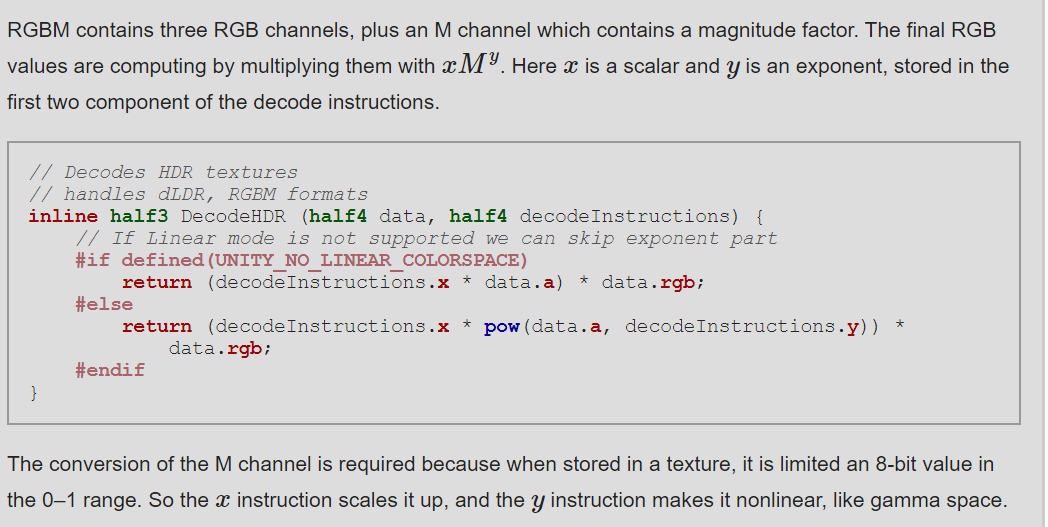 RGBM contains three RGB channels, plus an M channel which contains a magnitude factor. The final RGB
values are computing by multiplying them with xM^y. Here x is a scalar and y is an exponent, stored in the
first two component of the decode instructions.
// Decodes HDR textures
// handles dLDR, RGBM formats
inline half3 DecodeHDR (half4 data, half4 decodeInstructions) {
    // If Linear mode is not supported we can skip exponent part
    #if defined(UNITY_NO_LINEAR_COLORSPACE)
        return (decodeInstructions.x * data.a) * data.rgb;
    #else
        return (decodeInstructions.x * pow(data.a, decodeInstructions.y)) *
            data.rgb;
    #endif
}
The conversion of the M channel is required because when stored in a texture, it is limited an 8-bit value in
the 0–1 range. So the x instruction scales it up, and the y instruction makes it nonlinear, like gamma space.